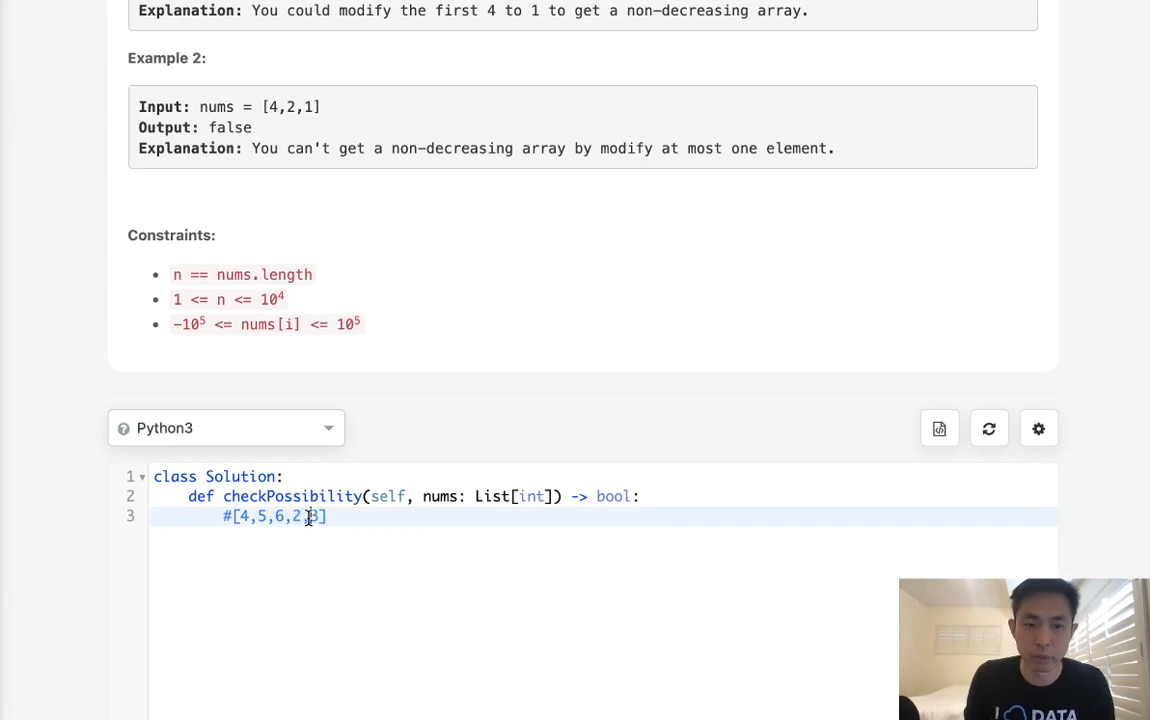 Explanation: You could modify the first 4 to 1 to get a non-decreasing array.
Example 2:
Input: nums = [4,2,1]
Output: false
Explanation: You can't get a non-decreasing array by modify at most one element.
Constraints:
n == nums.length
1 <= n <= 10⁴
-10⁵ <= nums[i] <= 10⁵
Python3
1 class Solution:
2 def checkPossibility(self, nums: List[int]) -> bool:
3 #[4,5,6,2,3]
DATA